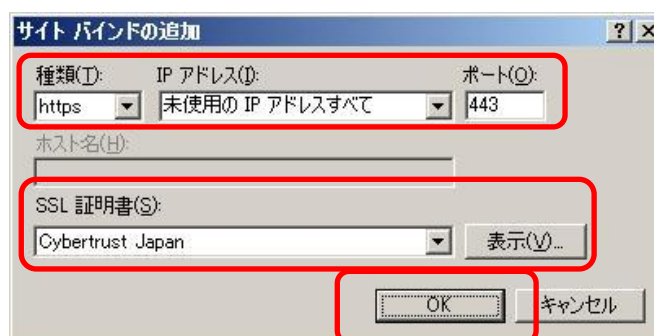 サイト バインドの追加
種類(T): IP アドレス(I): ポート(O):
https 未使用の IP アドレスすべて 443
ホスト名(H):
SSL 証明書(S):
Cybertrust Japan 表示(V)...
OK キャンセル